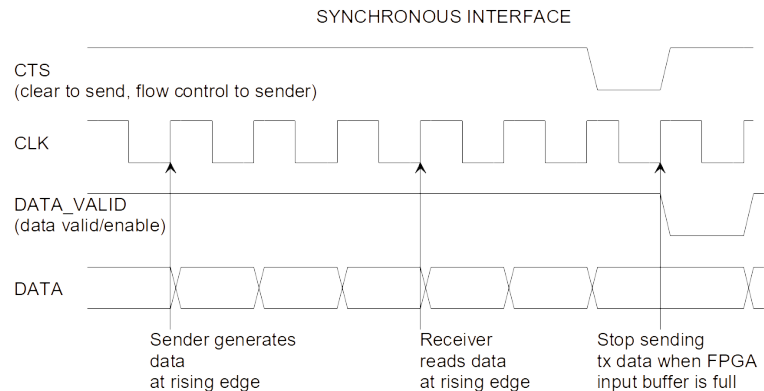 SYNCHRONOUS INTERFACE
CTS
(clear to send, flow control to sender)
CLK
DATA_VALID
(data valid/enable)
DATA
Sender generates
data
at rising edge
Receiver
reads data
at rising edge
Stop sending
tx data when FPGA
input buffer is full